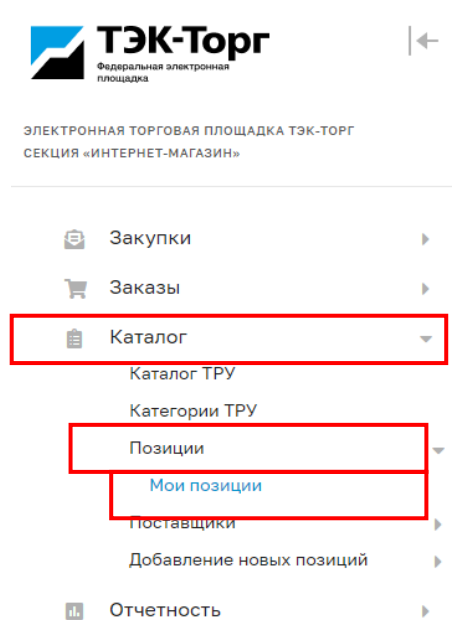 ТЭК-Торг
Федеральная электронная
площадка
ЭЛЕКТРОННАЯ ТОРГОВАЯ ПЛОЩАДКА ТЭК-ТОРГ
СЕКЦИЯ «ИНТЕРНЕТ-МАГАЗИН»
Закупки
Заказы
Каталог
Каталог ТРУ
Категории ТРУ
Позиции
Мои позиции
Поставщики
Добавление новых позиций
Отчетность